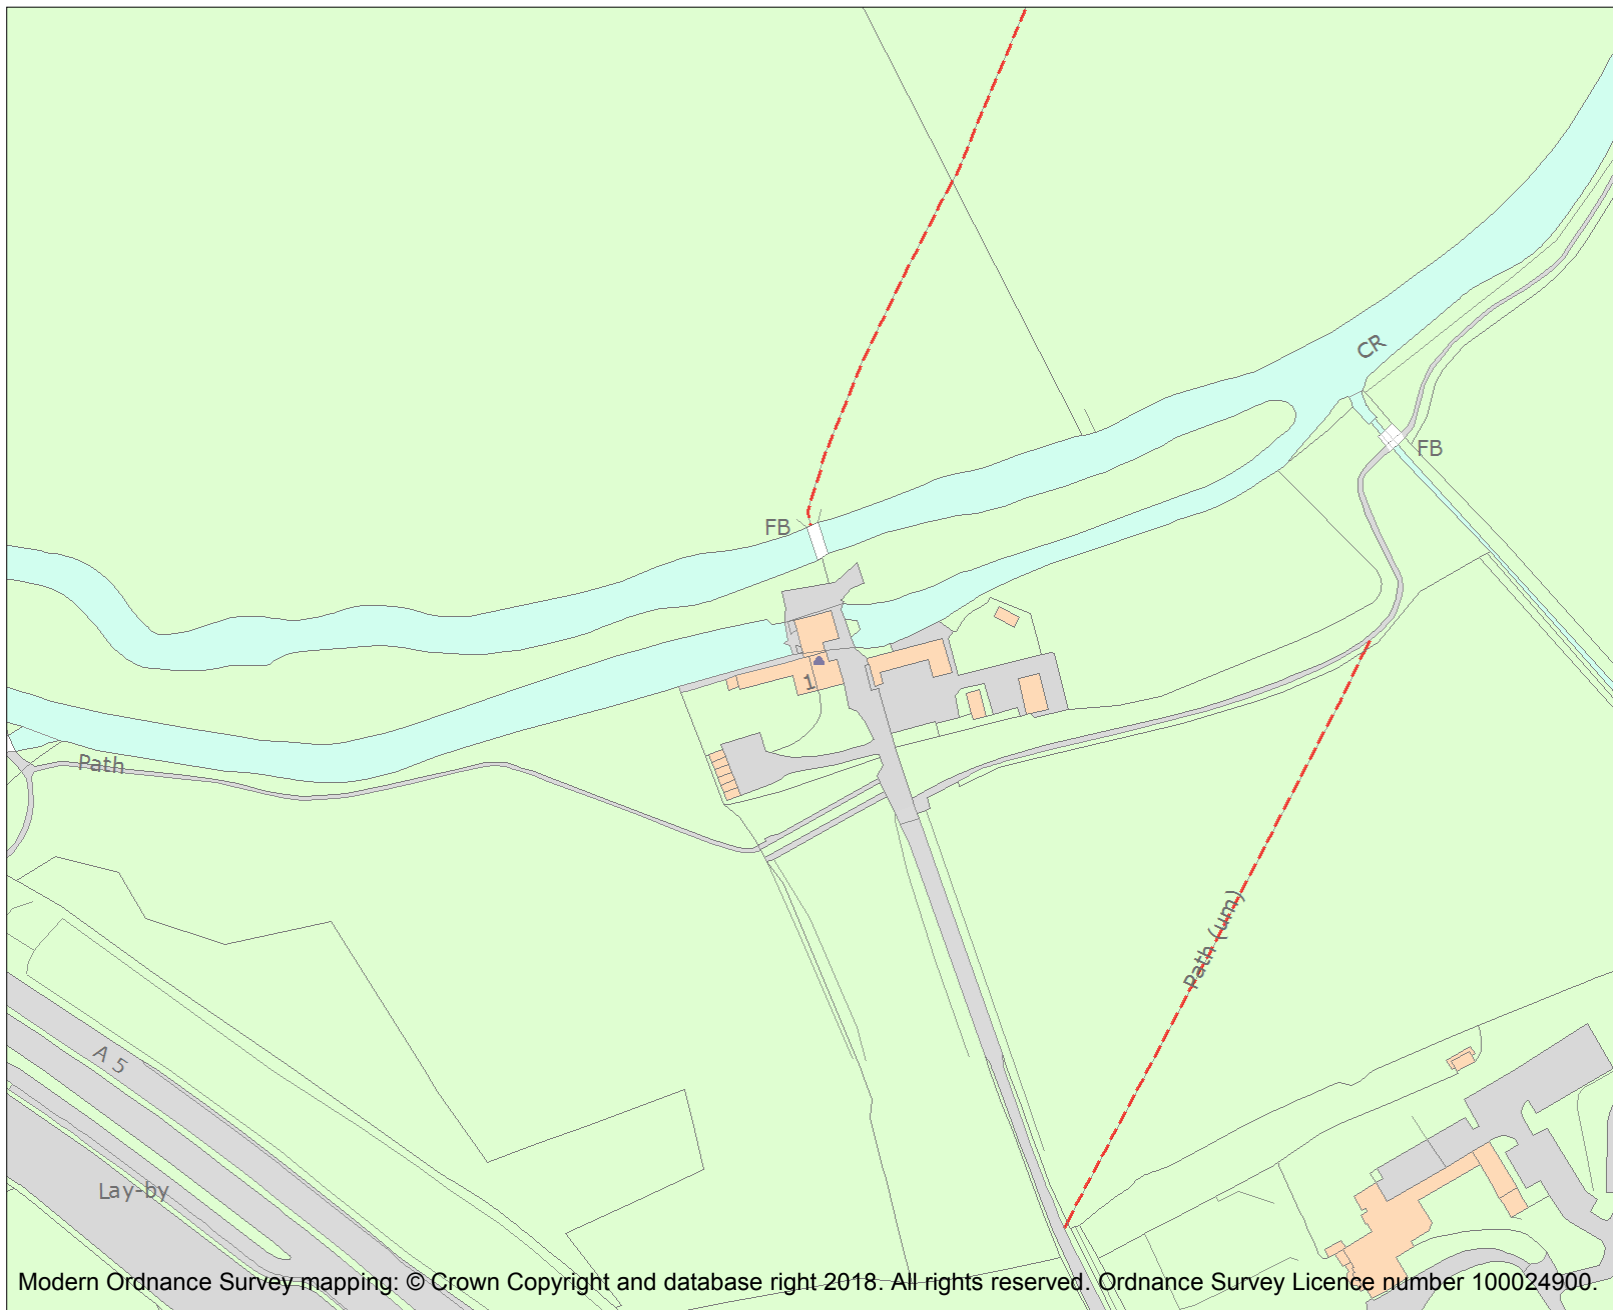 CR
FB
FB
1
Path
Path (um)
A 5
Lay-by
Modern Ordnance Survey mapping: © Crown Copyright and database right 2018. All rights reserved. Ordnance Survey Licence number 100024900.